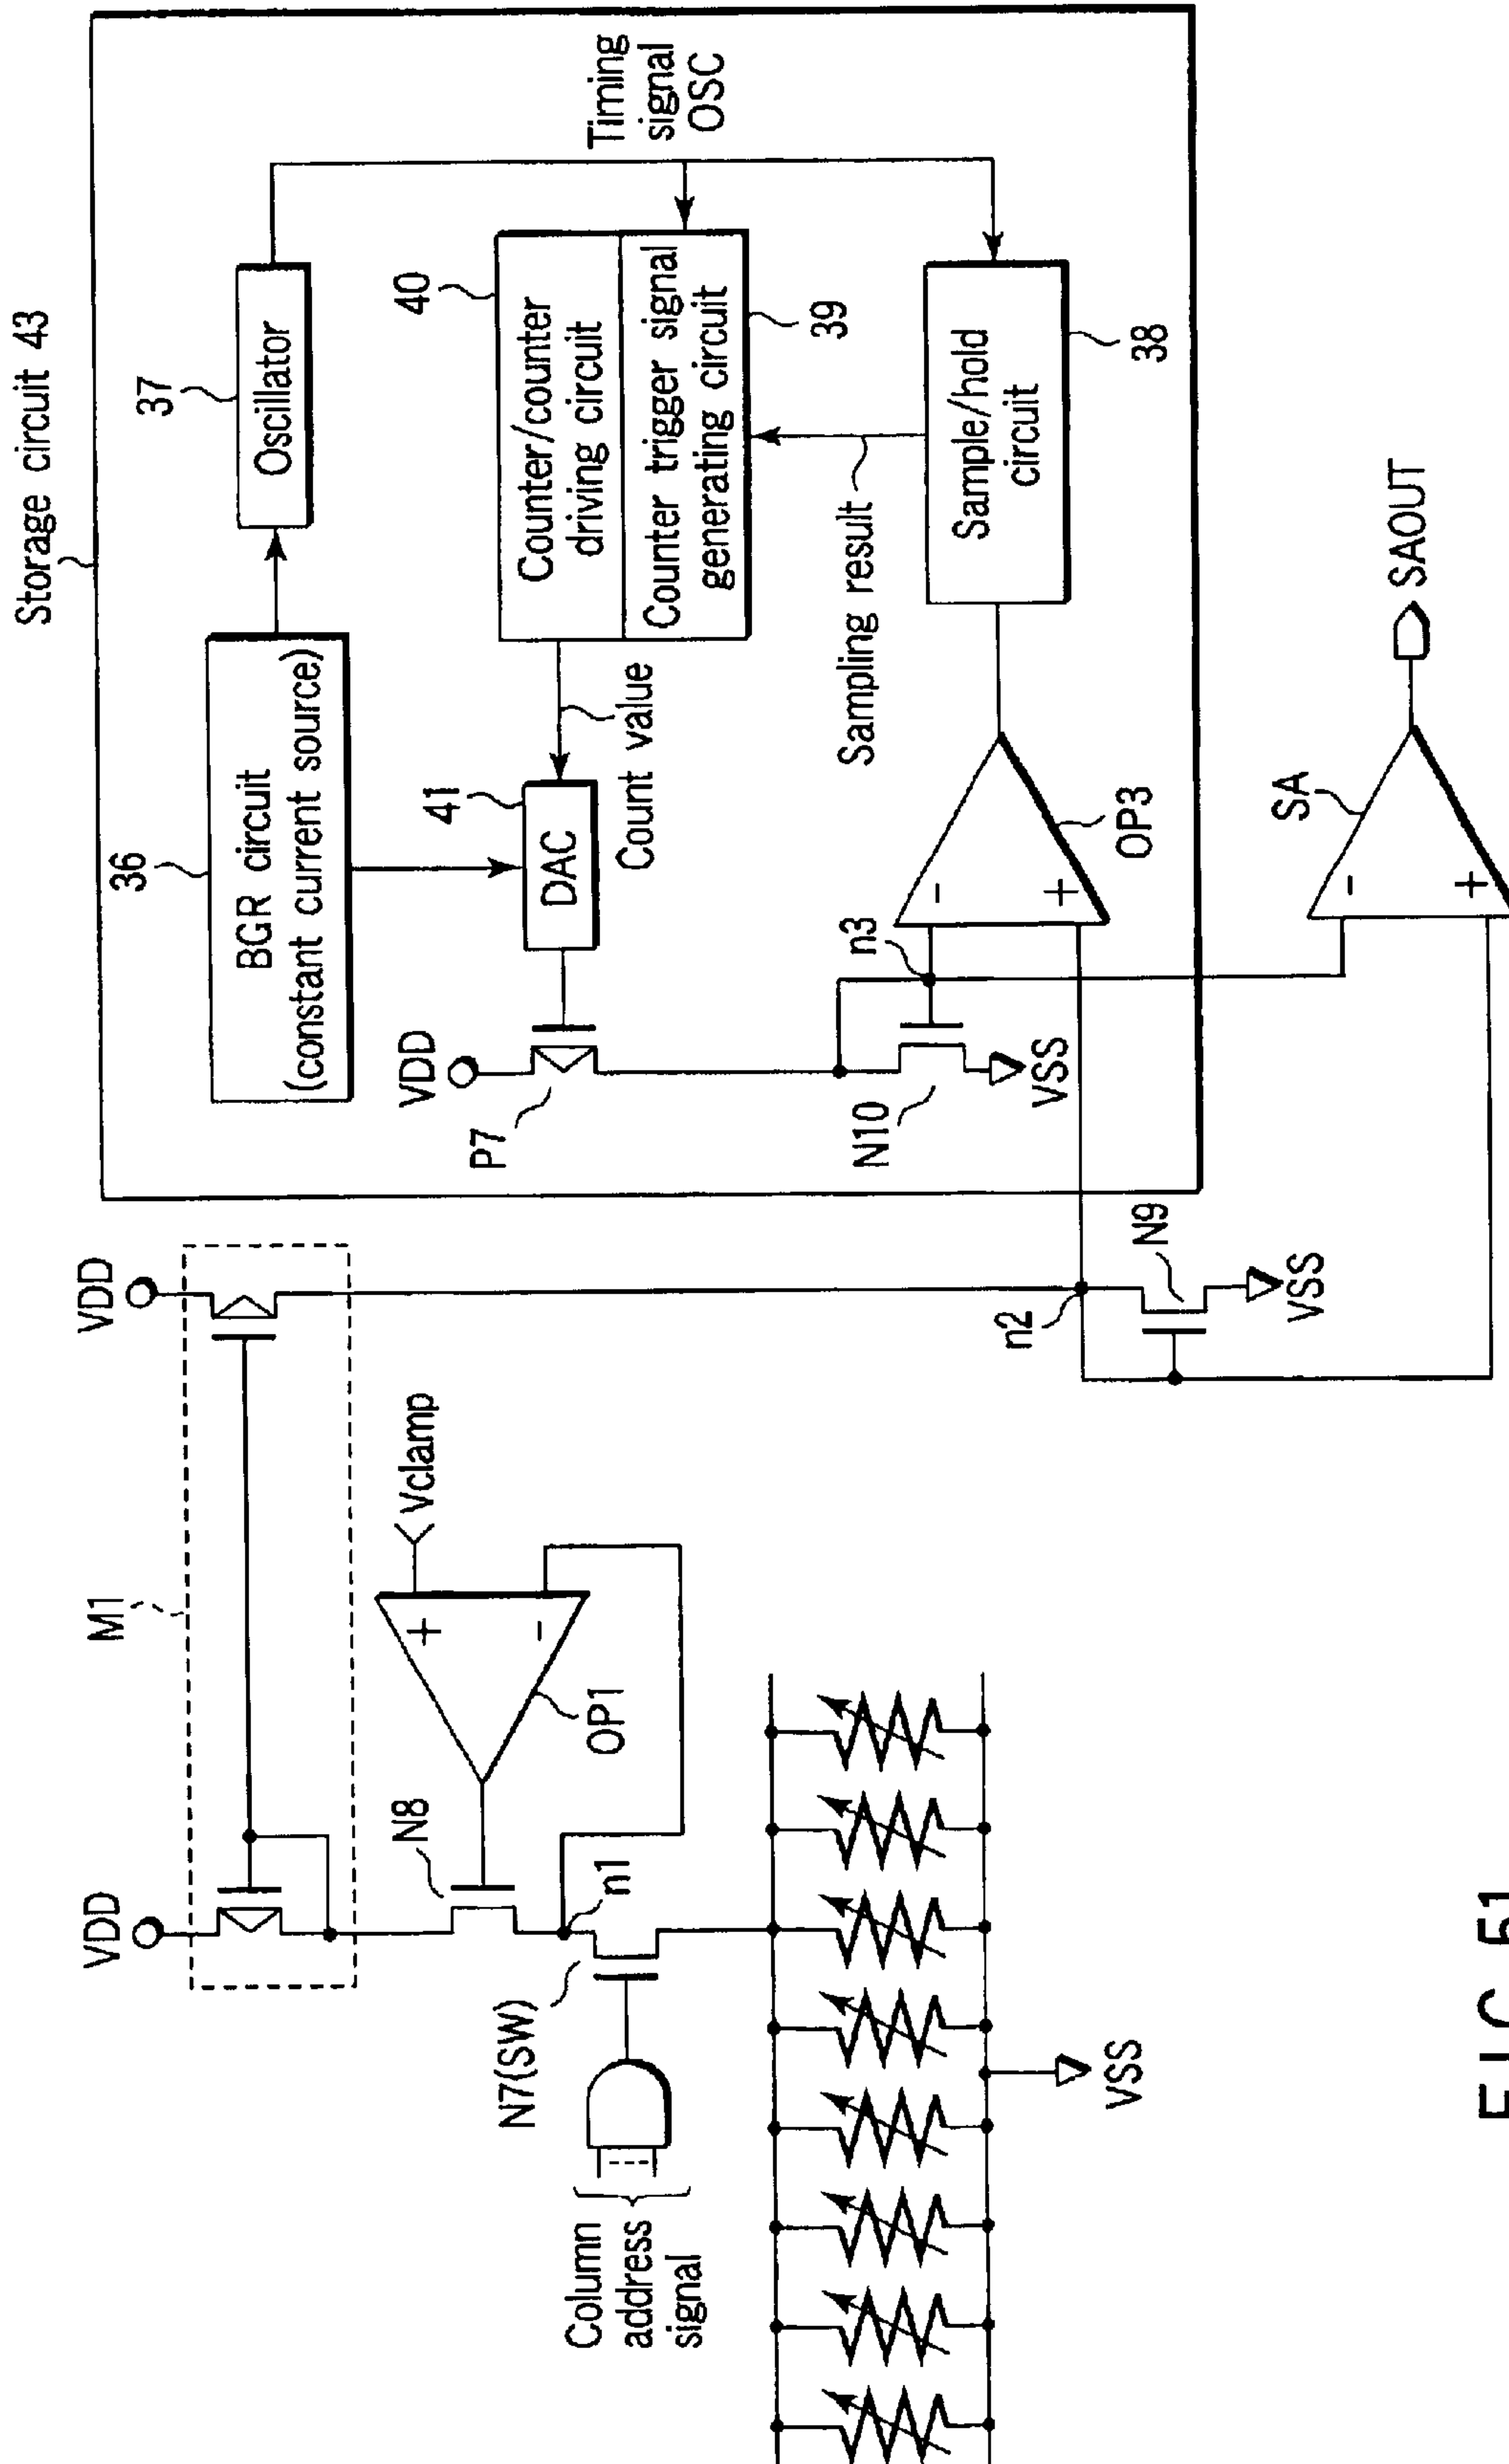 Storage circuit 43
36
BGR circuit
(constant current source)
37
Oscillator
Timing
signal
OSC
VDD
P7
41
DAC
Count value
40
Counter/counter
driving circuit
Counter trigger signal
generating circuit
39
Sampling result
N10
VSS
n3
-
+
OP3
Sample/hold
circuit
38
SA
-
+
SAOUT
VDD
M1
VDD
N8
+
-
Vclamp
OP1
n1
N7(SW)
Column
address
signal
n2
N9
VSS
VSS
FIG. 51